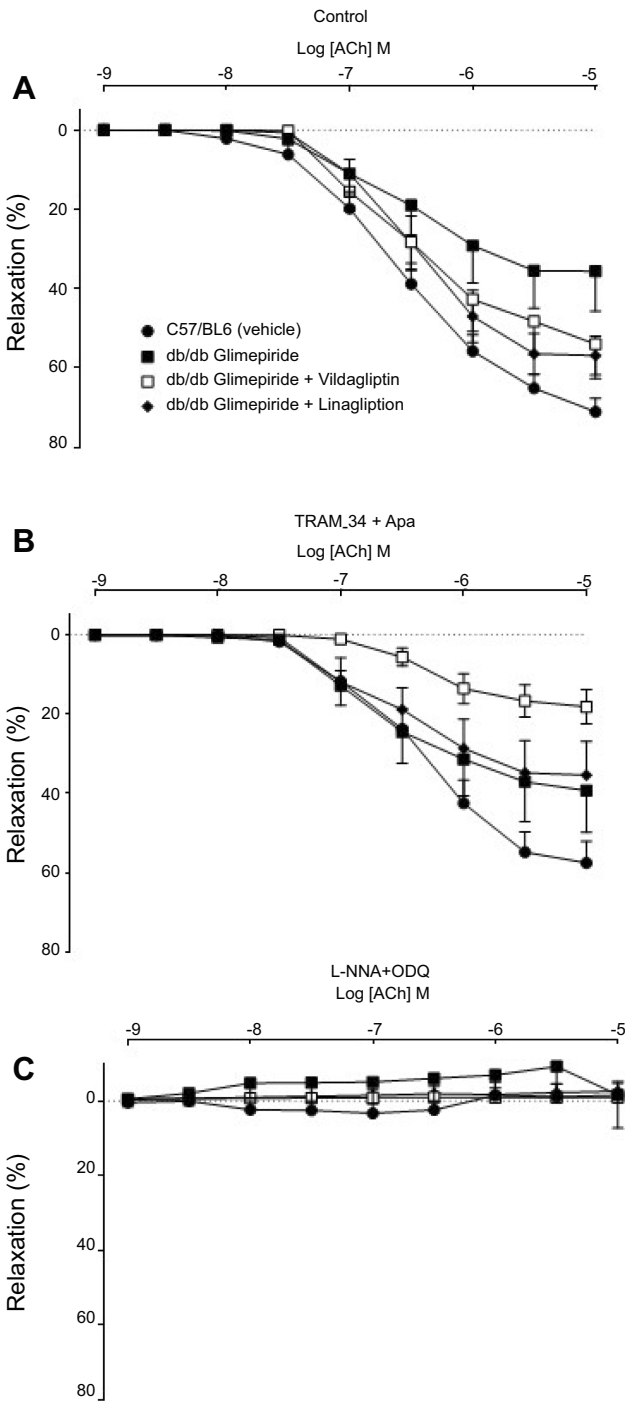 Control
Log [ACh] M
-9 -8 -7 -6 -5
A
0
20
40
60
80
Relaxation (%)
C57/BL6 (vehicle)
db/db Glimepiride
db/db Glimepiride + Vildagliptin
db/db Glimepiride + Linagliption
TRAM_34 + Apa
B
Log [ACh] M
-9 -8 -7 -6 -5
0
20
40
60
80
Relaxation (%)
L-NNA+ODQ
Log [ACh] M
-9 -8 -7 -6 -5
C
0
20
40
60
80
Relaxation (%)